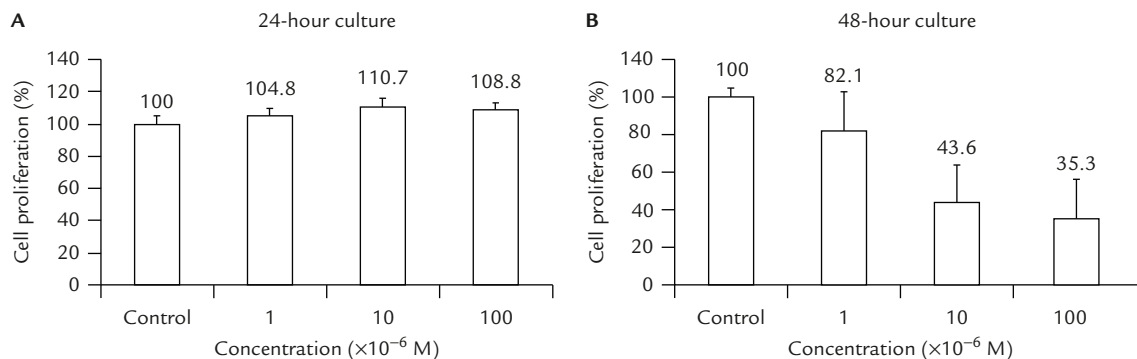 A
24-hour culture
Cell proliferation (%)
140
120
100
80
60
40
20
0
100
104.8
110.7
108.8
Control 1 10 100
Concentration (×10⁻⁶ M)
B
48-hour culture
Cell proliferation (%)
140
100
80
60
40
20
0
100
82.1
43.6
35.3
Control 1 10 100
Concentration (×10⁻⁶ M)